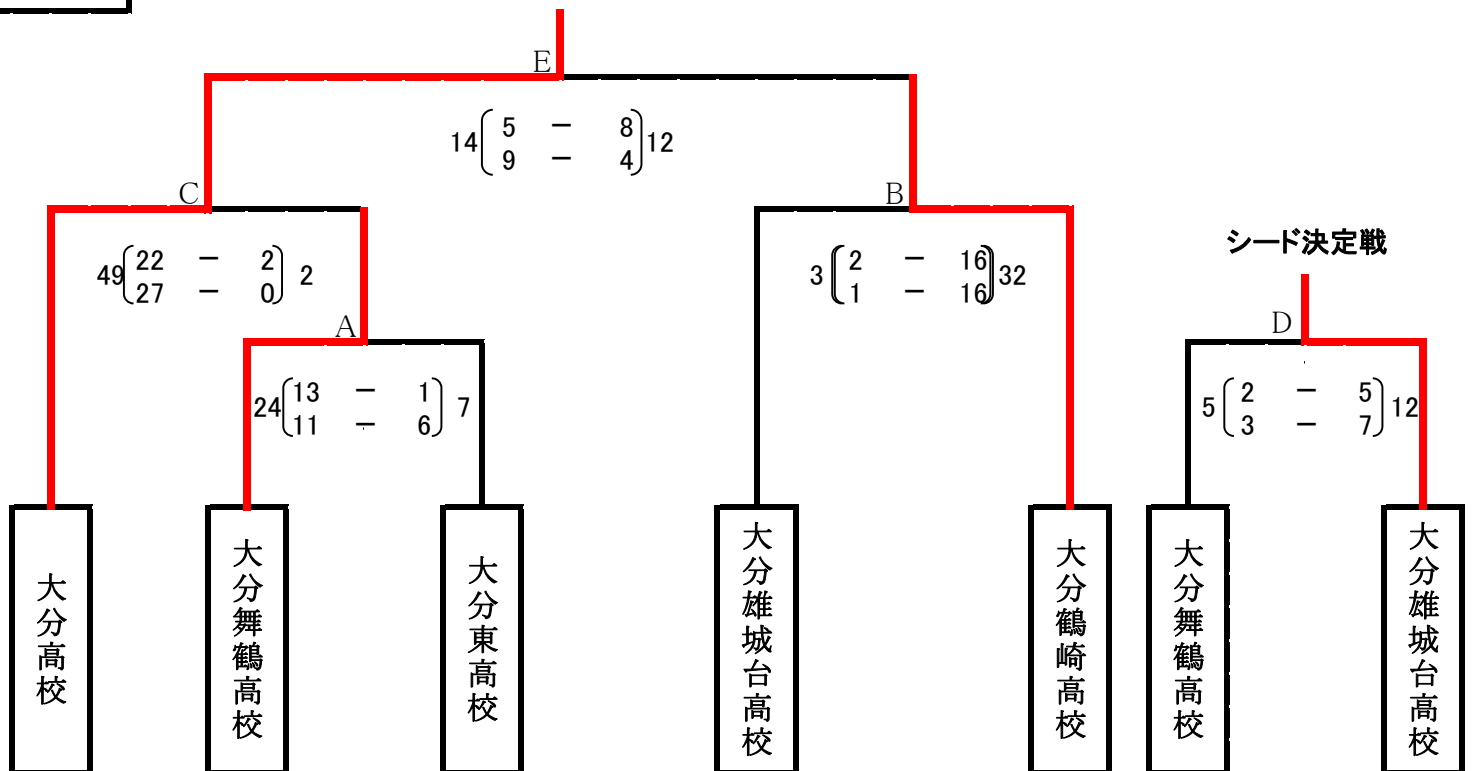 E
14 5 － 8 12
9 － 4
C
B
シード決定戦
49 22 － 2 2
27 － 0
3 2 － 16 32
1 － 16
A
D
24 13 － 1 7
11 － 6
5 2 － 5 12
3 － 7
大分高校
大分舞鶴高校
大分東高校
大分雄城台高校
大分鶴崎高校
大分舞鶴高校
大分雄城台高校